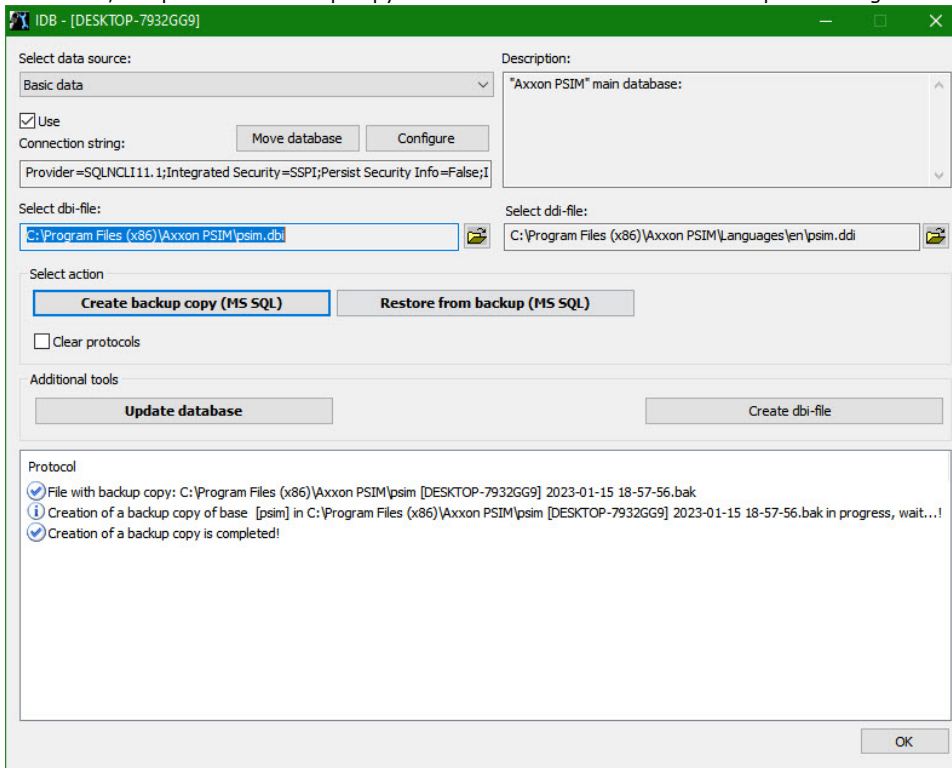 IDB - [DESKTOP-7932GG9]
Select data source:
Basic data
Use
Connection string:
Move database
Configure
Provider=SQLNCLI11.1;Integrated Security=SSPI;Persist Security Info=False;I
Description:
"Axxon PSIM" main database:
Select dbi-file:
C:\Program Files (x86)\Axxon PSIM\psim.dbi
Select ddi-file:
C:\Program Files (x86)\Axxon PSIM\Languages\en\psim.ddi
Select action
Create backup copy (MS SQL)
Restore from backup (MS SQL)
Clear protocols
Additional tools
Update database
Create dbi-file
Protocol
File with backup copy: C:\Program Files (x86)\Axxon PSIM\psim [DESKTOP-7932GG9] 2023-01-15 18-57-56.bak
Creation of a backup copy of base [psim] in C:\Program Files (x86)\Axxon PSIM\psim [DESKTOP-7932GG9] 2023-01-15 18-57-56.bak in progress, wait...!
Creation of a backup copy is completed!
OK